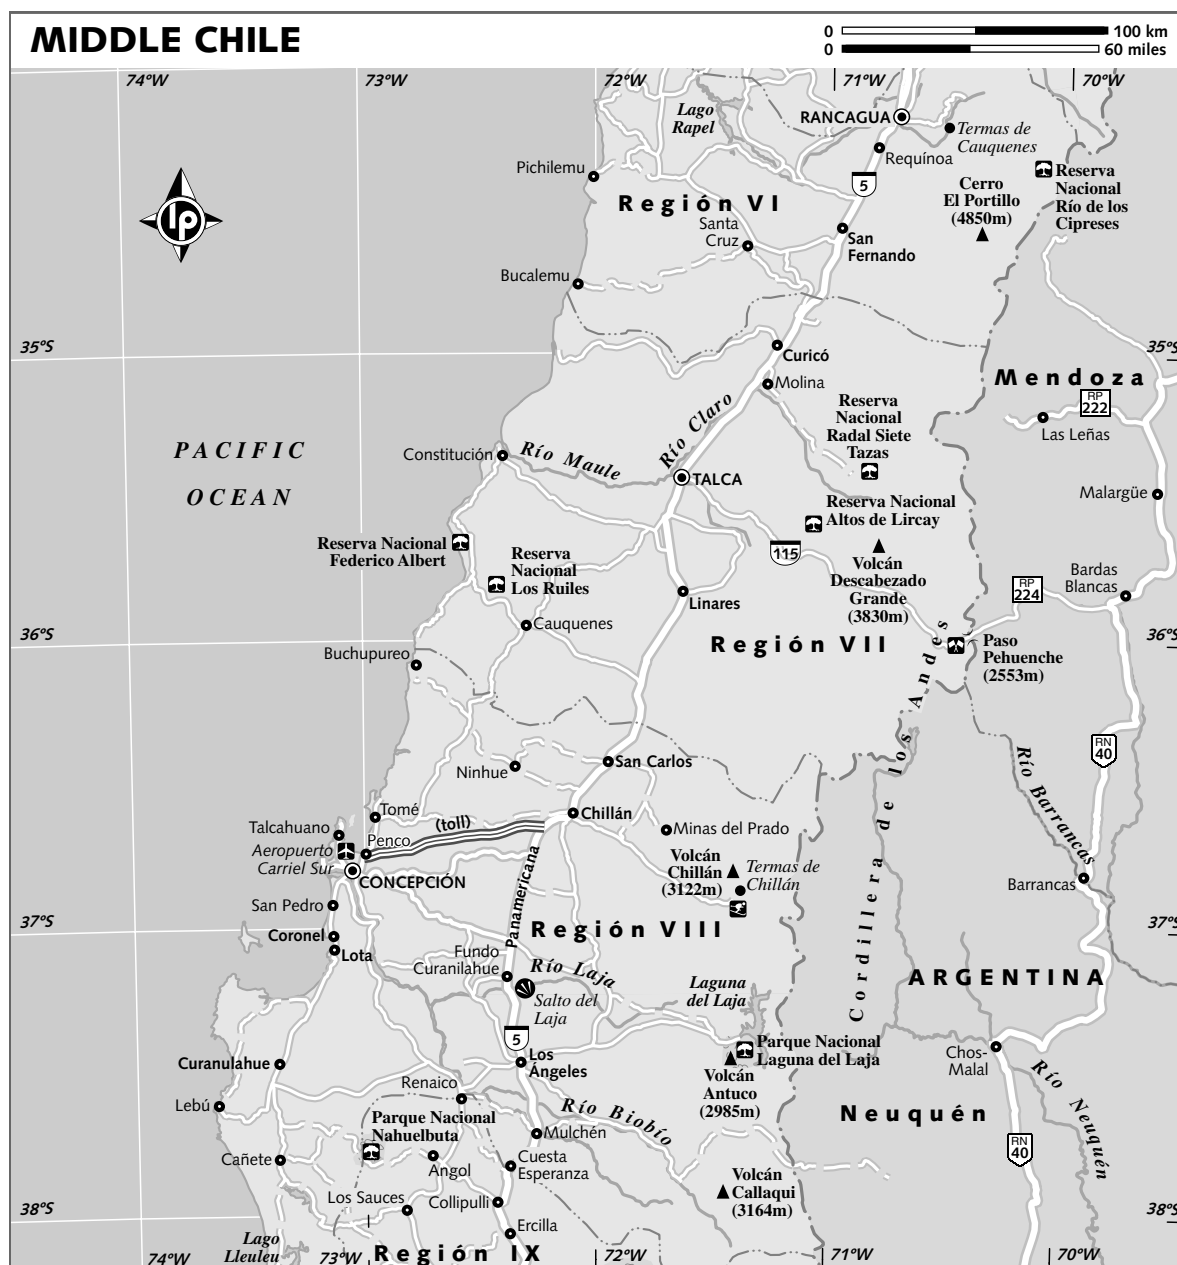 MIDDLE CHILE
0
100 km
0
60 miles
74°W
73°W
72°W
71°W
70°W
Lago
Rapel
RANCAGUA
Termas de
Cauquenes
Requínoa
Pichilemu
5
Cerro
El Portillo
(4850m)
Reserva
Nacional
Río de los
Cipreses
lp
Región VI
Santa
Cruz
San
Fernando
Bucalemu
35°S
35°S
Curicó
Molina
Mendoza
RP
222
Las Leñas
Reserva
Nacional
Radal Siete
Tazas
Río Claro
PACIFIC
OCEAN
Constitución
Río Maule
TALCA
Malargüe
Reserva Nacional
Altos de Lircay
Reserva Nacional
Federico Albert
Reserva
Nacional
Los Ruiles
115
Volcán
Descabezado
Grande
(3830m)
Bardas
Blancas
RP
224
Linares
Cauquenes
36°S
36°S
Región VII
Paso
Pehuenche
(2553m)
Buchupureo
Cordillera de los Andes
RN
40
Río Barrancas
San Carlos
Ninhue
Chillán
Tomé
(toll)
Talcahuano
Penco
Minas del Prado
Aeropuerto
Carriel Sur
CONCEPCIÓN
Volcán
Chillán
(3122m)
Termas de
Chillán
Barrancas
San Pedro
Panamericana
37°S
37°S
Coronel
Lota
Región VIII
Fundo
Curanilahue
Río Laja
Salto del
Laja
Laguna
del Laja
ARGENTINA
5
Parque Nacional
Laguna del Laja
Curanulahue
Los
Ángeles
Volcán
Antuco
(2985m)
Chos-
Malal
Río Neuquén
Renaico
Lebú
Río Biobío
Neuquén
Parque Nacional
Nahuelbuta
Mulchén
RN
40
Cañete
Angol
Cuesta
Esperanza
Volcán
Callaqui
(3164m)
Los Sauces
Collipulli
38°S
38°S
Ercilla
Lago
Lleuleu
Región IX
74°W
73°W
72°W
71°W
70°W